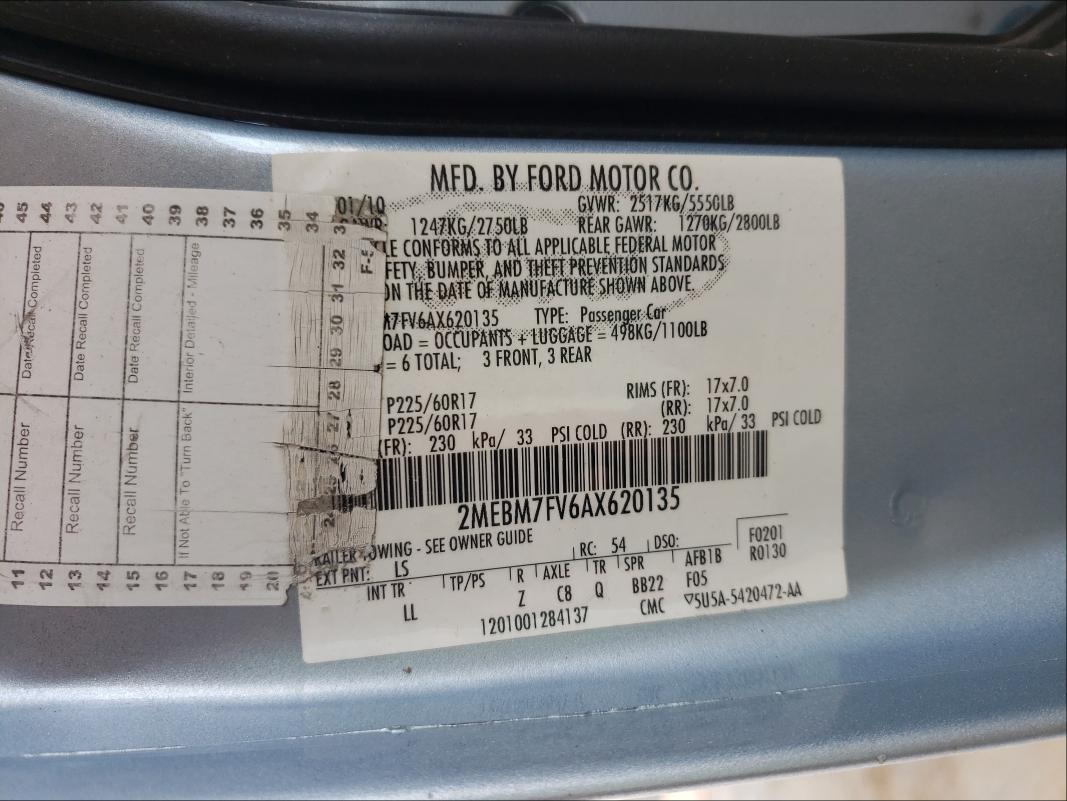 MFD. BY FORD MOTOR CO.
01/10 GVWR: 2517KG/5550LB
1247KG/2750LB REAR GAWR: 1270KG/2800LB
LE CONFORMS TO ALL APPLICABLE FEDERAL MOTOR
FETY, BUMPER, AND THEFT PREVENTION STANDARDS
ON THE DATE OF MANUFACTURE SHOWN ABOVE.
7FV6AX620135 TYPE: Passenger Car
OAD = OCCUPANTS + LUGGAGE = 498KG/1100LB
= 6 TOTAL; 3 FRONT, 3 REAR
P225/60R17 RIMS (FR): 17x7.0
P225/60R17 (RR): 17x7.0
(FR): 230 kPa/ 33 PSI COLD (RR): 230 kPa/ 33 PSI COLD
2MEBM7FV6AX620135
RAILER TOWING - SEE OWNER GUIDE
EXT PNT: LS RC: 54 DSO: F0201
INT TR TP/PS R AXLE TR SPR AFB1B R0130
LL Z C8 Q BB22 F05
1201001284137 CMC 5U5A-5420472-AA
45 44 43 42 41 40 39 38 37 36 35 34 32 31 30 29 28 27
Date Recall Completed
Date Recall Completed
Date Recall Completed
Interior Detailed - Mileage
Recall Number
Recall Number
Recall Number
If Not Able To "Turn Back"
11 12 13 14 15 16 17 18 19 20